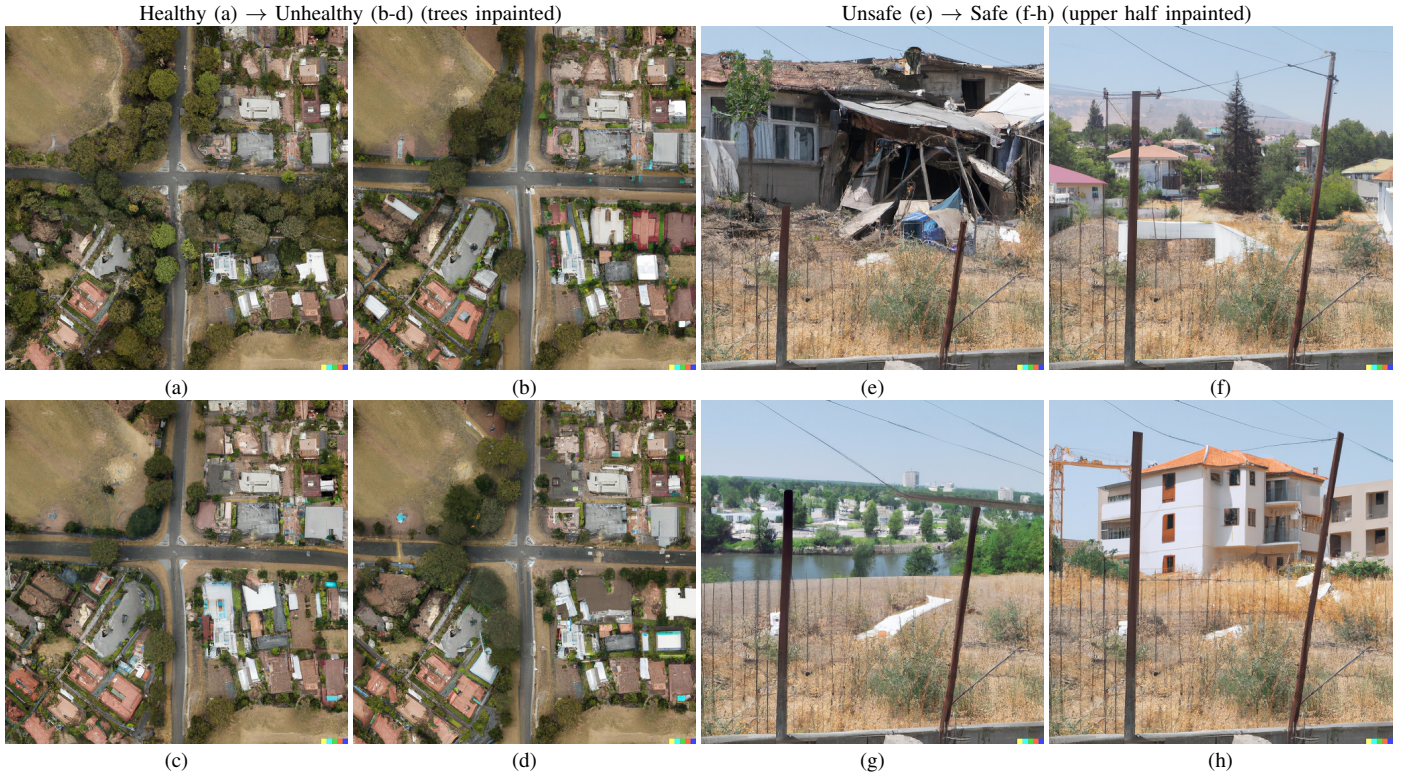 Healthy (a) → Unhealthy (b-d) (trees inpainted)
Unsafe (e) → Safe (f-h) (upper half inpainted)
(a)
(b)
(e)
(f)
(c)
(d)
(g)
(h)